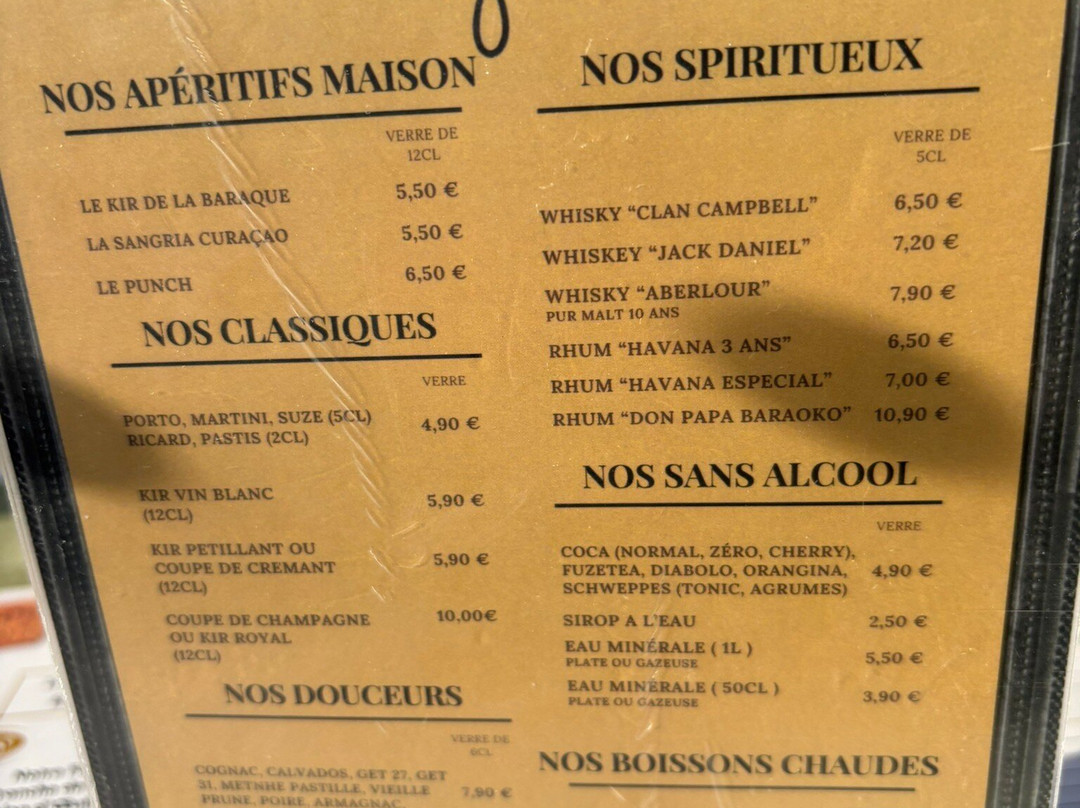 NOS APÉRITIFS MAISON
VERRE DE
12CL
LE KIR DE LA BARAQUE 5,50 €
LA SANGRIA CURAÇAO 5,50 €
LE PUNCH 6,50 €
NOS CLASSIQUES
VERRE
PORTO, MARTINI, SUZE (5CL)
RICARD, PASTIS (2CL) 4,90 €
KIR VIN BLANC 5,90 €
(12CL)
KIR PETILLANT OU
COUPE DE CREMANT 5,90 €
(12CL)
COUPE DE CHAMPAGNE 10,00€
OU KIR ROYAL
(12CL)
NOS DOUCEURS
VERRE DE
6CL
COGNAC, CALVADOS, GET 27, GET
31, METNHE PASTILLE, VIEILLE 7,90 €
PRUNE, POIRE, ARMAGNAC,
NOS SPIRITUEUX
VERRE DE
5CL
WHISKY “CLAN CAMPBELL” 6,50 €
WHISKEY “JACK DANIEL” 7,20 €
WHISKY “ABERLOUR” 7,90 €
PUR MALT 10 ANS
RHUM “HAVANA 3 ANS” 6,50 €
RHUM “HAVANA ESPECIAL” 7,00 €
RHUM “DON PAPA BARAOKO” 10,90 €
NOS SANS ALCOOL
VERRE
COCA (NORMAL, ZÉRO, CHERRY),
FUZETEA, DIABOLO, ORANGINA, 4,90 €
SCHWEPPES (TONIC, AGRUMES)
SIROP A L’EAU 2,50 €
EAU MINÉRALE ( 1L ) 5,50 €
PLATE OU GAZEUSE
EAU MINÉRALE ( 50CL ) 3,90 €
PLATE OU GAZEUSE
NOS BOISSONS CHAUDES